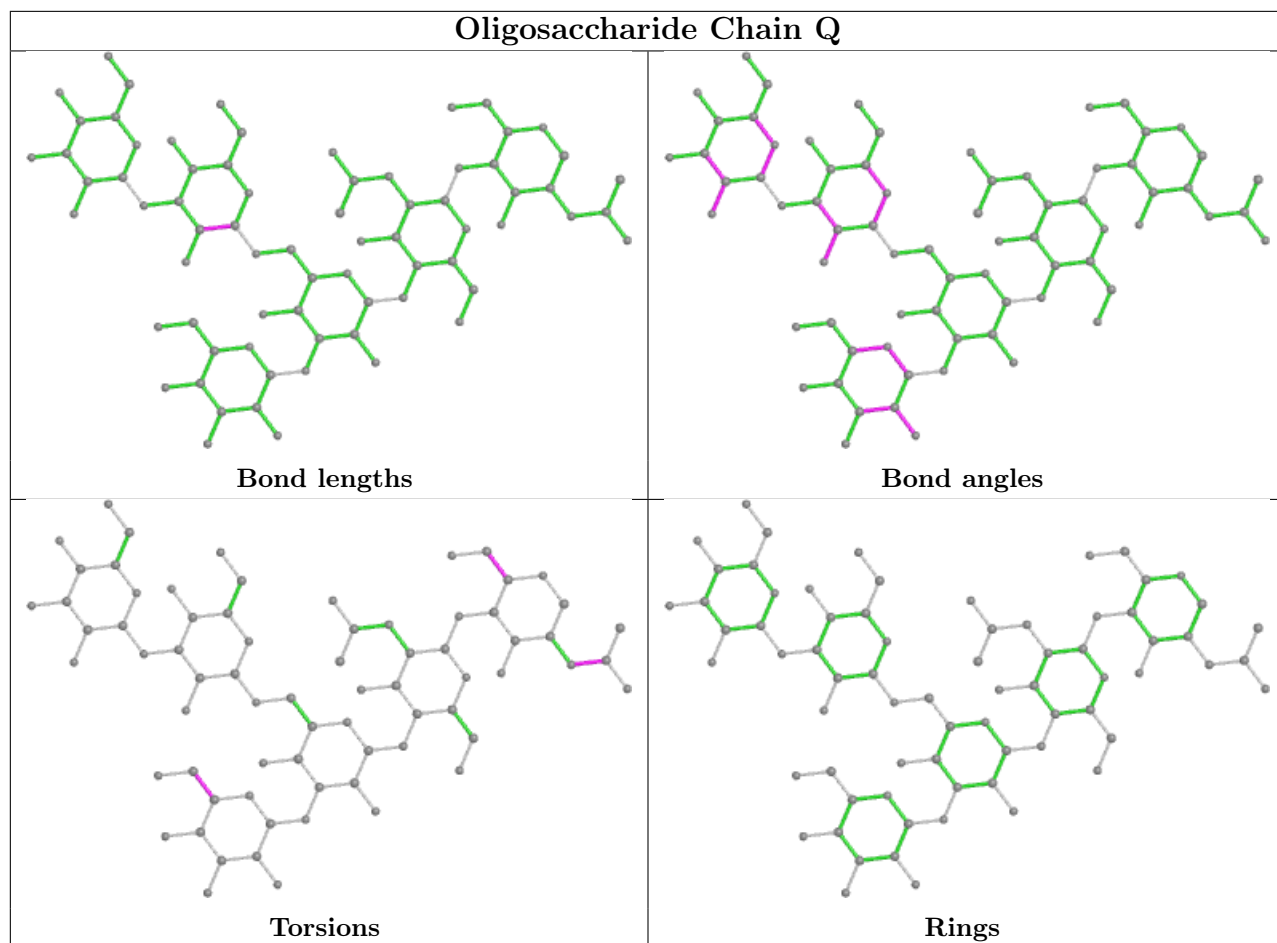 Oligosaccharide Chain Q
Bond lengths
Bond angles
Torsions
Rings